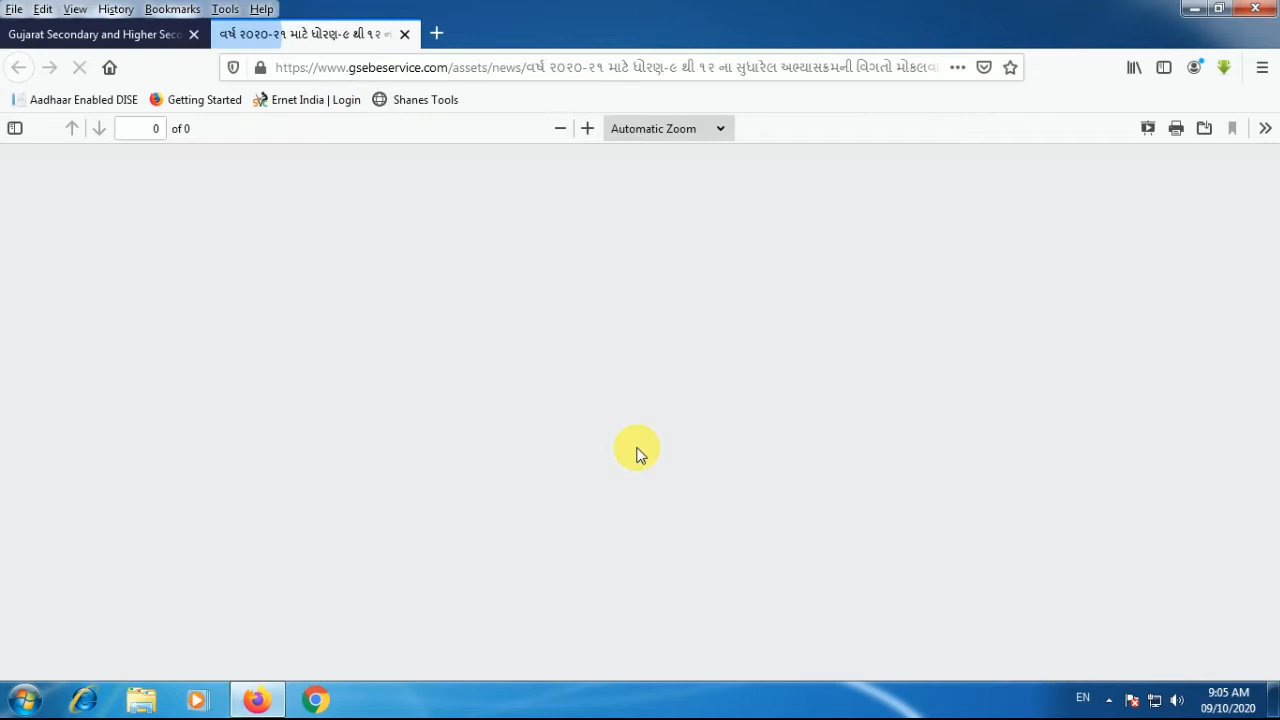 File Edit View History Bookmarks Tools Help
Gujarat Secondary and Higher Seco
વર્ષ ૨૦૨૦-૨૧ માટે ધોરણ-૯ થી ૧૨ ન
https://www.gsebeservice.com/assets/news/વર્ષ ૨૦૨૦-૨૧ માટે ધોરણ-૯ થી ૧૨ ના સુધારેલ અભ્યાસક્રમની વિગતો મોકલવા
Aadhaar Enabled DISE Getting Started Ernet India | Login Shanes Tools
0 of 0 Automatic Zoom
EN
9:05 AM
09/10/2020